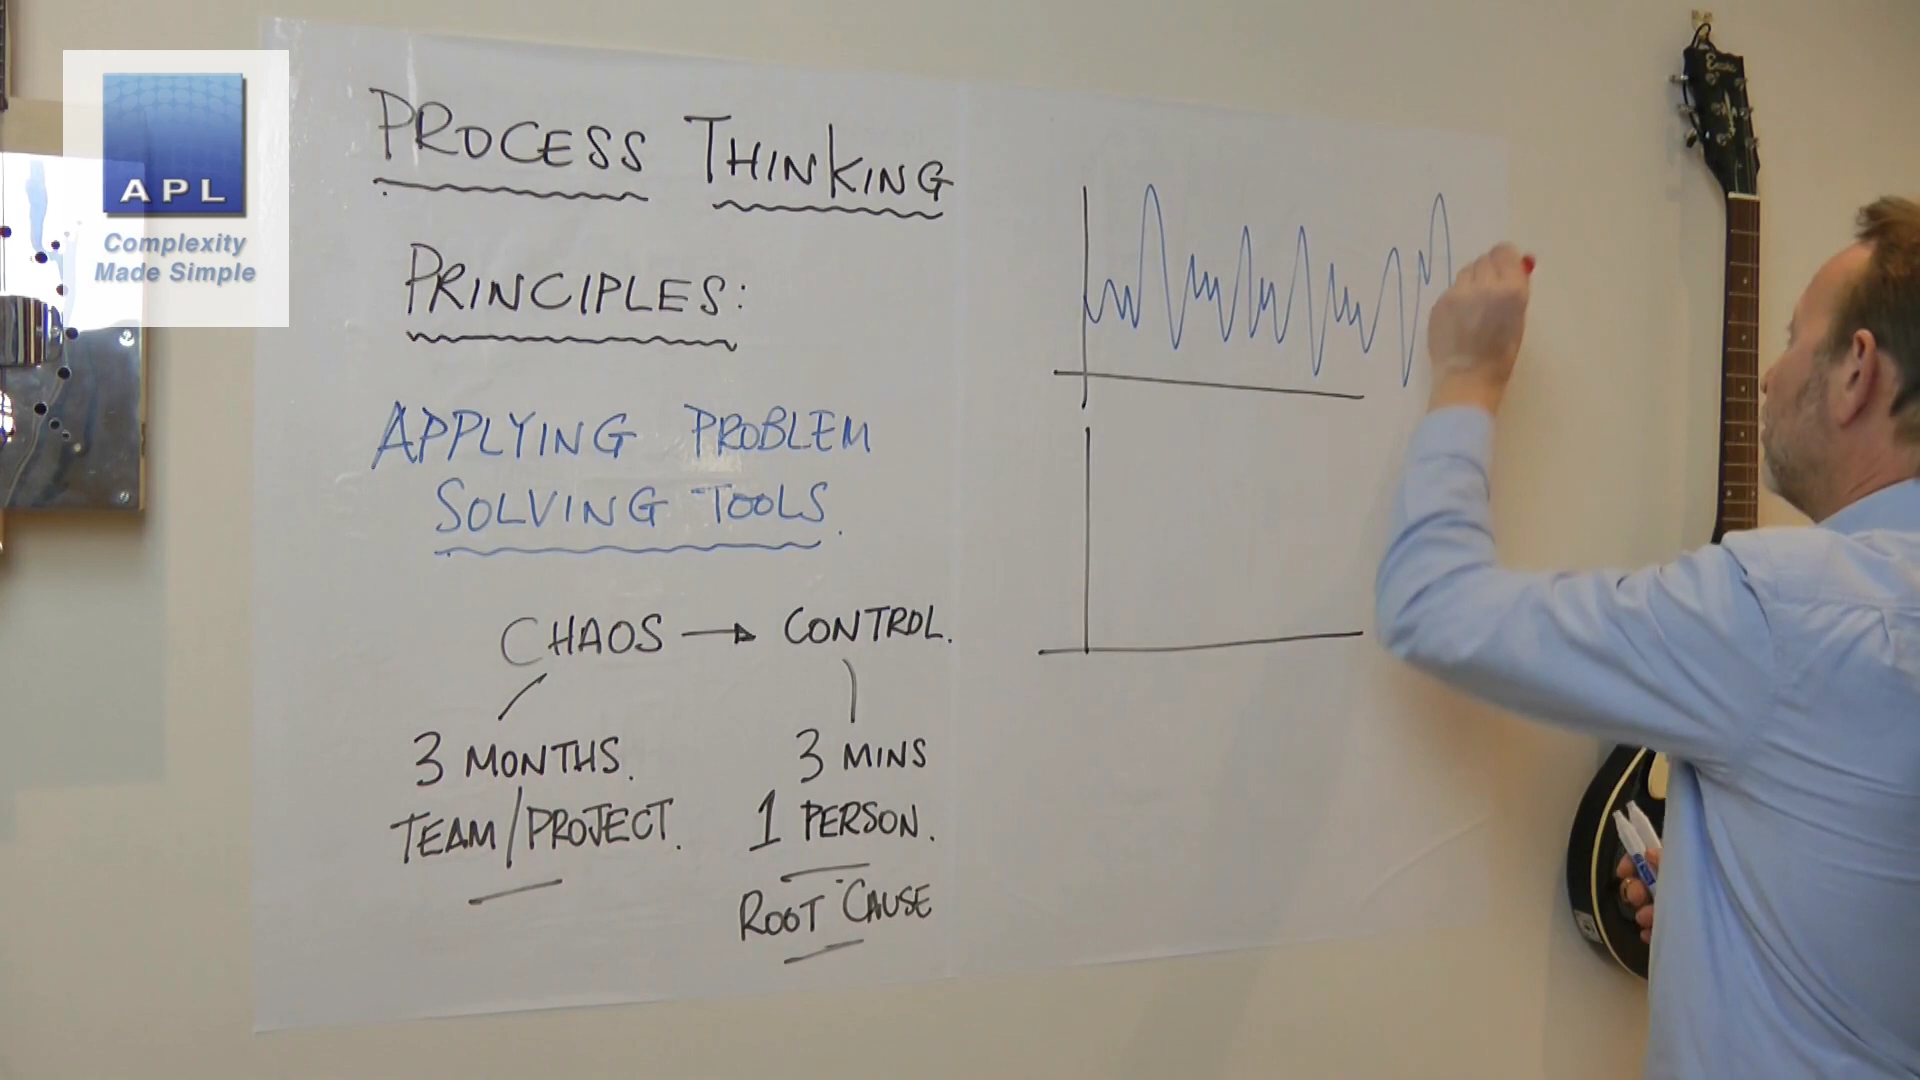 APL
Complexity
Made Simple
PROCESS THINKING
PRINCIPLES:
APPLYING PROBLEM
SOLVING TOOLS.
CHAOS → CONTROL.
3 MONTHS. 3 MINS
TEAM/PROJECT. 1 PERSON.
ROOT CAUSE